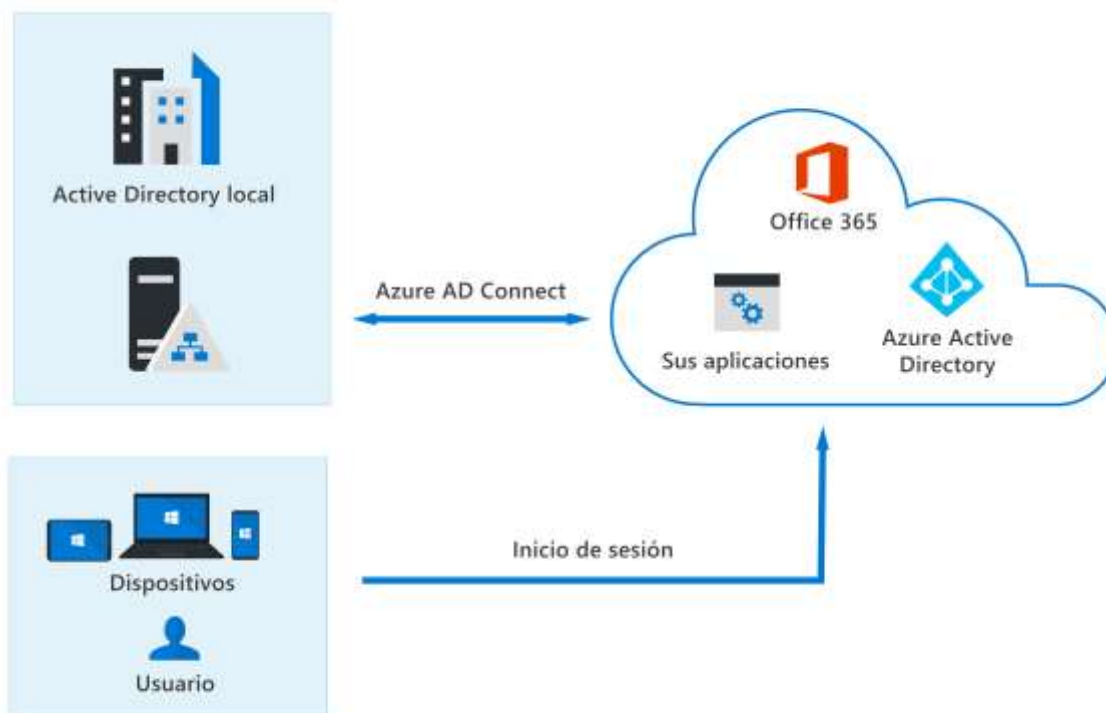 Active Directory local
Azure AD Connect
Office 365
Sus aplicaciones
Azure Active
Directory
Dispositivos
Usuario
Inicio de sesión